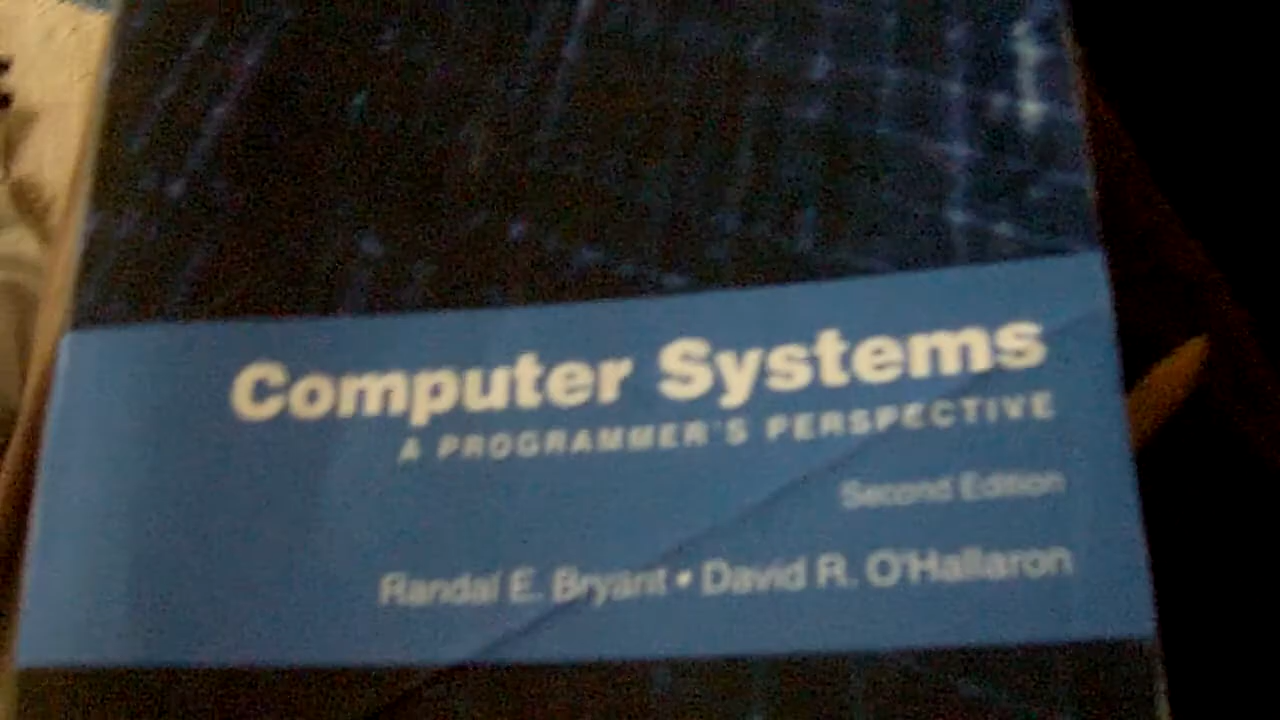 Computer Systems
A PROGRAMMER'S PERSPECTIVE
Second Edition
Randal E. Bryant • David R. O'Hallaron